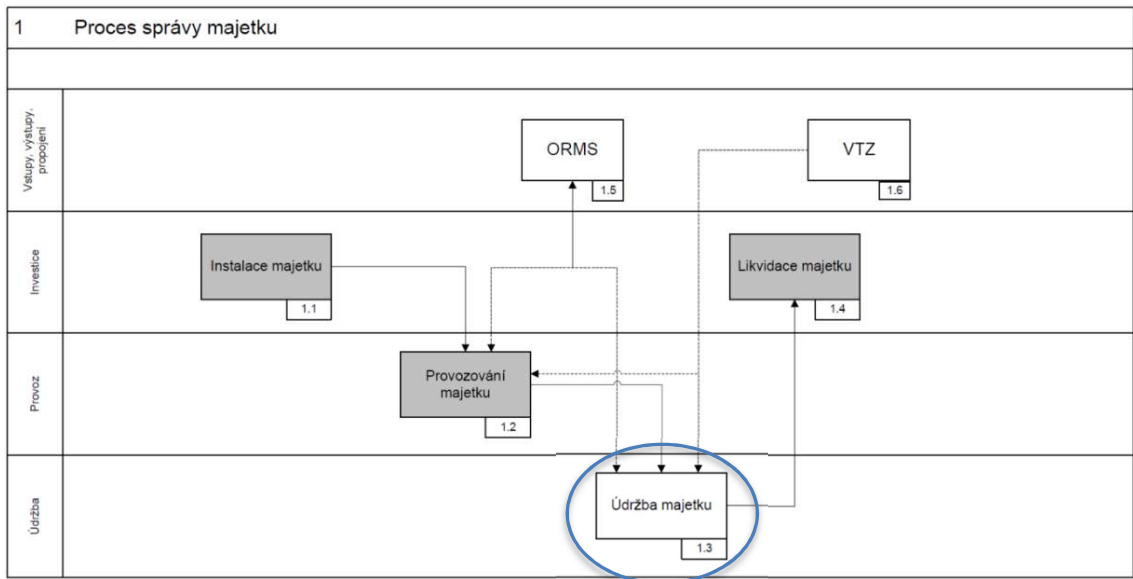 1 Proces správy majetku
Vstupy, výstupy,
propojení
ORMS
1.5
VTZ
1.6
Investice
Instalace majetku
1.1
Likvidace majetku
1.4
Provoz
Provozování
majetku
1.2
Údržba
Údržba majetku
1.3